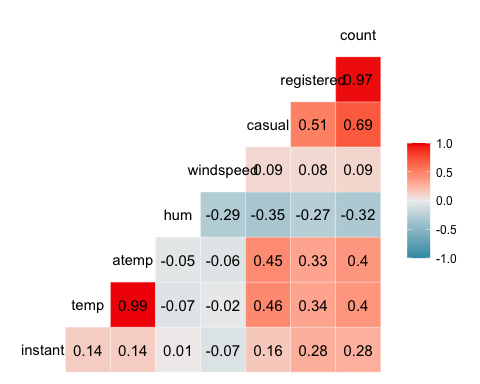 count
registered 0.97
casual 0.51 0.69
windspeed 0.09 0.08 0.09
hum -0.29 -0.35 -0.27 -0.32
atemp -0.05 -0.06 0.45 0.33 0.4
temp 0.99 -0.07 -0.02 0.46 0.34 0.4
instant 0.14 0.14 0.01 -0.07 0.16 0.28 0.28
1.0
0.5
0.0
-0.5
-1.0